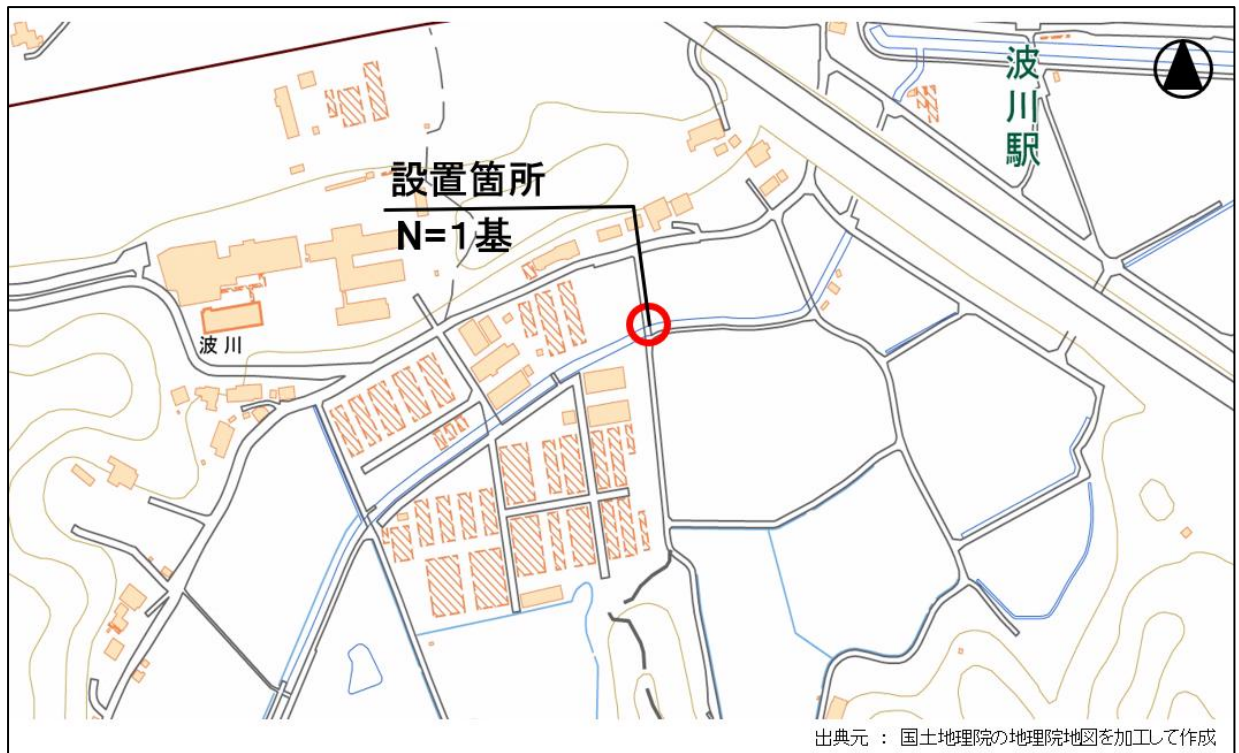 波川駅
設置箇所
N=1基
波川
出典元 : 国土地理院の地理院地図を加工して作成